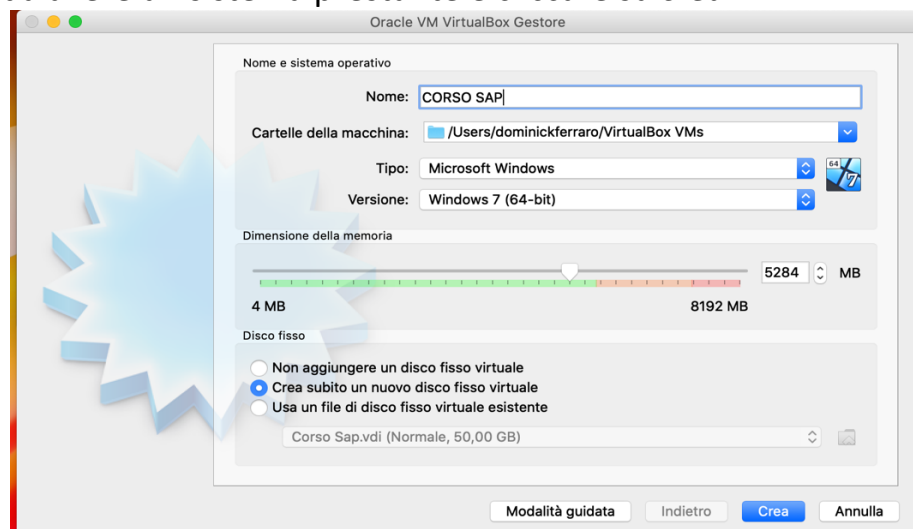 Oracle VM VirtualBox Gestore
Nome e sistema operativo
Nome: CORSO SAP
Cartelle della macchina: /Users/dominickferraro/VirtualBox VMs
Tipo: Microsoft Windows
64
7
Versione: Windows 7 (64-bit)
Dimensione della memoria
5284 MB
4 MB 8192 MB
Disco fisso
Non aggiungere un disco fisso virtuale
Crea subito un nuovo disco fisso virtuale
Usa un file di disco fisso virtuale esistente
Corso Sap.vdi (Normale, 50,00 GB)
Modalità guidata Indietro Crea Annulla